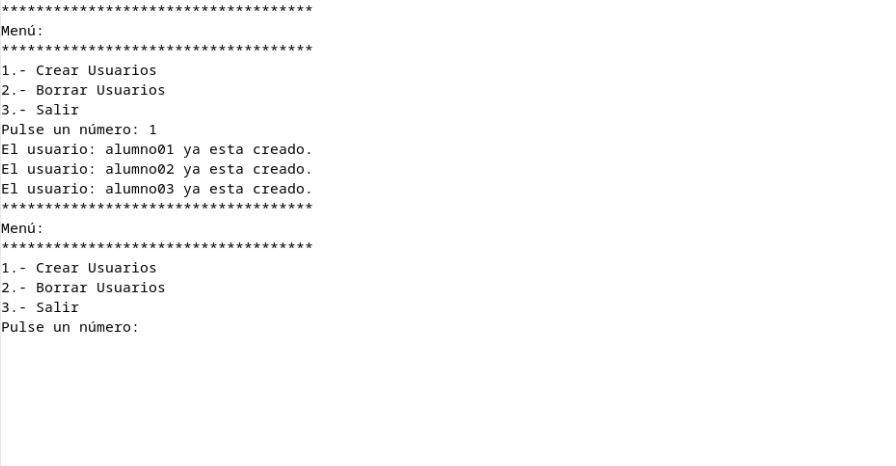 ************************************
Menú:
************************************
1.- Crear Usuarios
2.- Borrar Usuarios
3.- Salir
Pulse un número: 1
El usuario: alumno01 ya esta creado.
El usuario: alumno02 ya esta creado.
El usuario: alumno03 ya esta creado.
************************************
Menú:
************************************
1.- Crear Usuarios
2.- Borrar Usuarios
3.- Salir
Pulse un número: